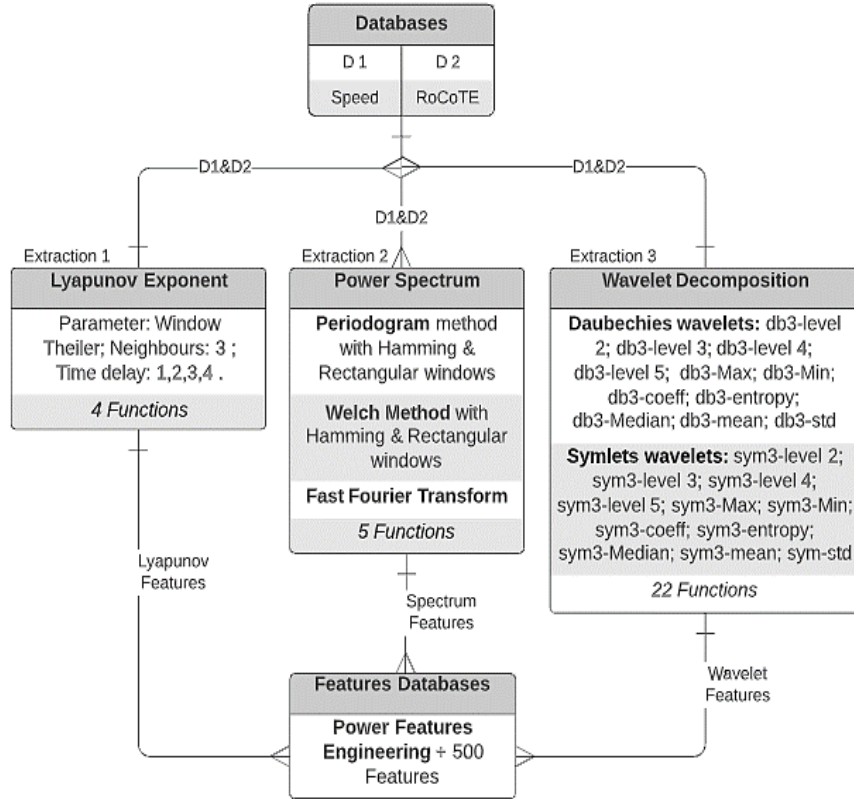 Databases
D 1
D 2
Speed
RoCoTE
D1&D2
D1&D2
D1&D2
Extraction 1
Lyapunov Exponent
Parameter: Window
Theiler; Neighbours: 3 ;
Time delay: 1,2,3,4 .
4 Functions
Extraction 2
Power Spectrum
Periodogram method
with Hamming &
Rectangular windows
Welch Method with
Hamming & Rectangular
windows
Fast Fourier Transform
5 Functions
Extraction 3
Wavelet Decomposition
Daubechies wavelets: db3-level
2; db3-level 3; db3-level 4;
db3-level 5; db3-Max; db3-Min;
db3-coeff; db3-entropy;
db3-Median; db3-mean; db3-std
Symlets wavelets: sym3-level 2;
sym3-level 3; sym3-level 4;
sym3-level 5; sym3-Max; sym3-Min;
sym3-coeff; sym3-entropy;
sym3-Median; sym3-mean; sym-std
22 Functions
Lyapunov
Features
Spectrum
Features
Wavelet
Features
Features Databases
Power Features
Engineering ÷ 500
Features